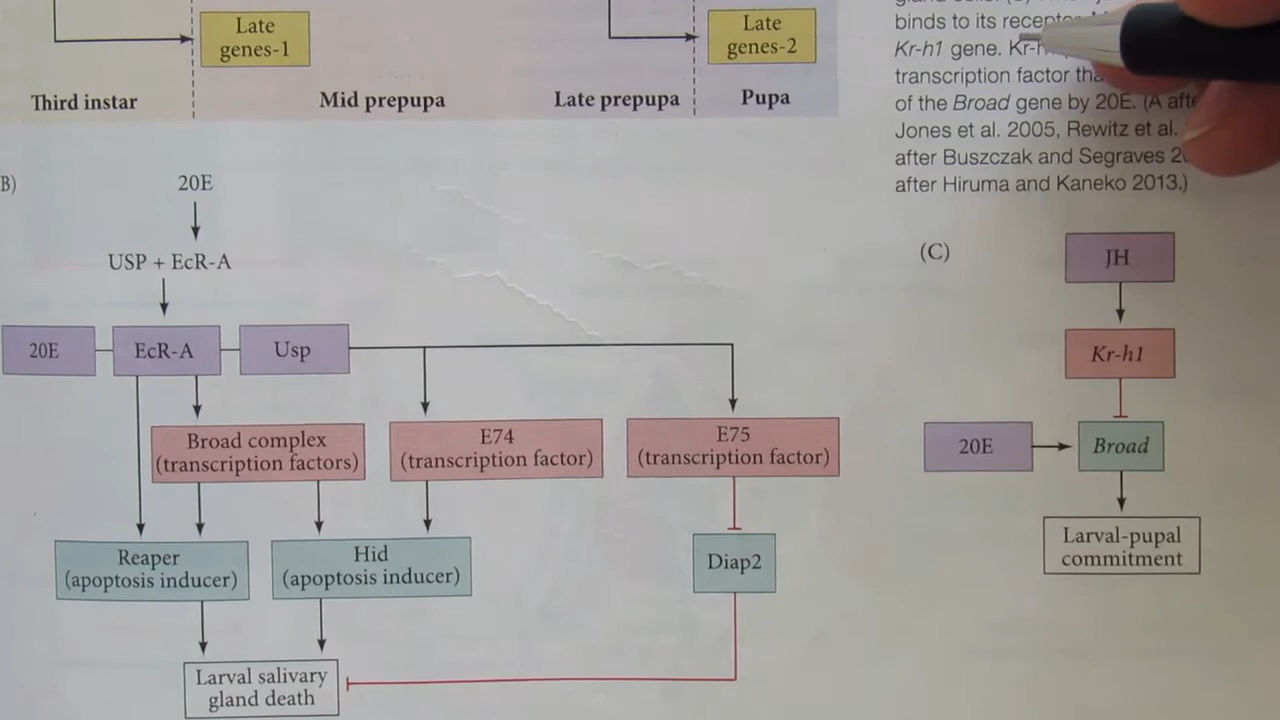 Late
genes-1
Late
genes-2
Third instar
Mid prepupa
Late prepupa
Pupa
binds to its
Kr-h1 gene.
transcription factor
of the Broad gene by 20E. (A
Jones et al. 2005, Rewitz et al.
after Buszczak and Segraves
after Hiruma and Kaneko 2013.)
B)
20E
USP + EcR-A
20E
EcR-A
Usp
Broad complex
(transcription factors)
E74
(transcription factor)
E75
(transcription factor)
Reaper
(apoptosis inducer)
Hid
(apoptosis inducer)
Diap2
Larval salivary
gland death
(C)
JH
Kr-h1
20E
Broad
Larval-pupal
commitment